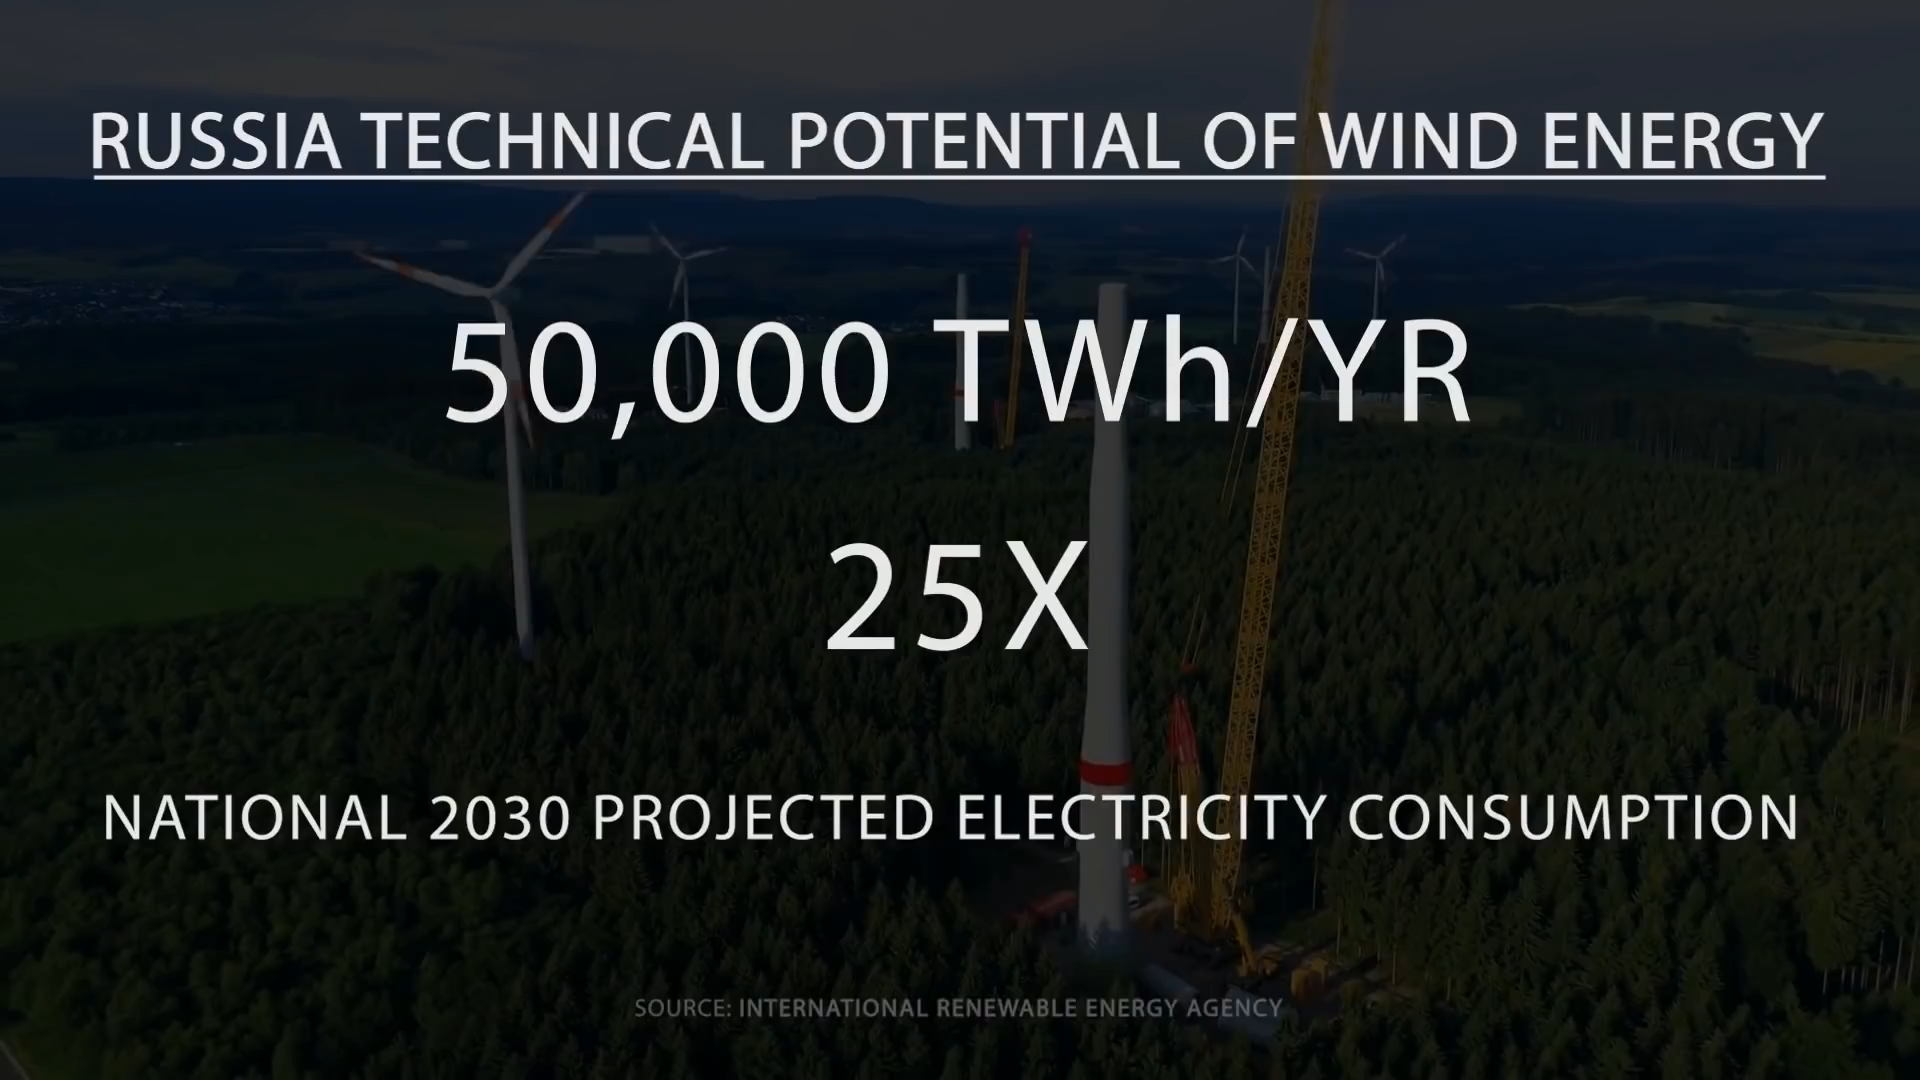 RUSSIA TECHNICAL POTENTIAL OF WIND ENERGY
50,000 TWh/YR
25X
NATIONAL 2030 PROJECTED ELECTRICITY CONSUMPTION
SOURCE: INTERNATIONAL RENEWABLE ENERGY AGENCY